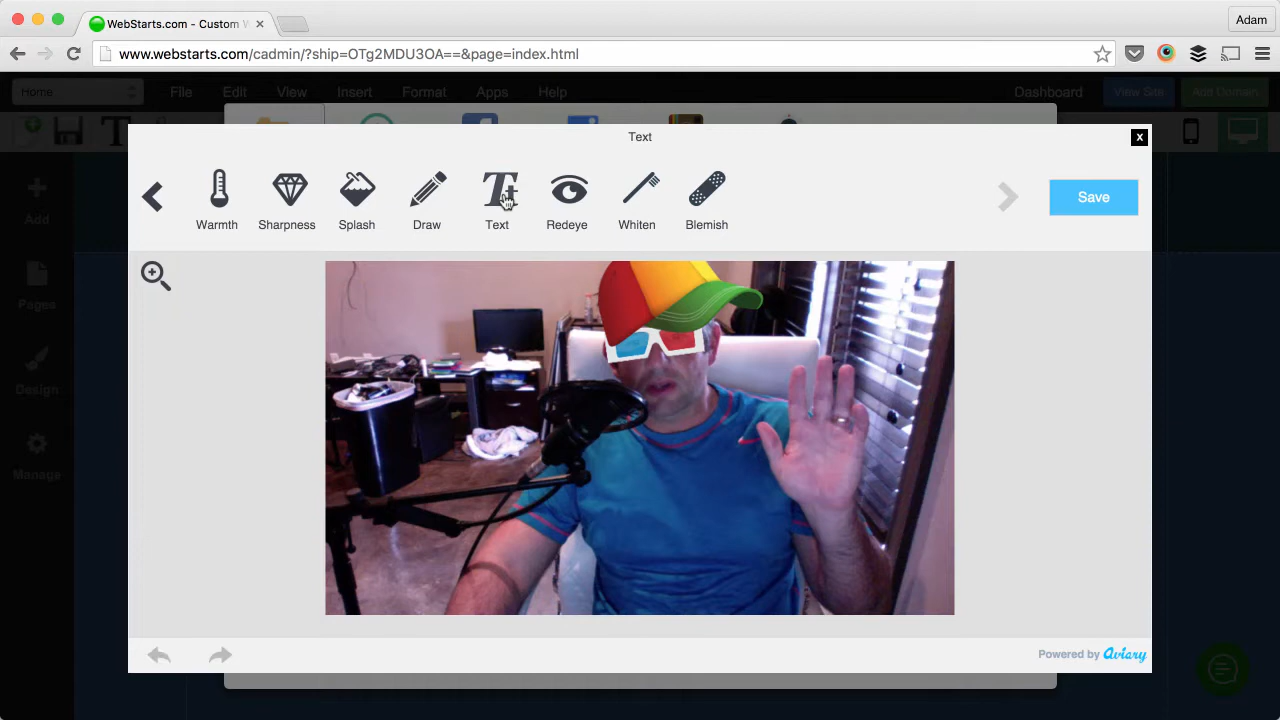 WebStarts.com - Custom W
Adam
www.webstarts.com/cadmin/?ship=OTg2MDU3OA==&page=index.html
Home
File
Edit
View
Insert
Format
Apps
Help
Dashboard
View Site
Add Domain
Text
x
Warmth
Sharpness
Splash
Draw
Text
Redeye
Whiten
Blemish
Save
Add
Pages
Design
Manage
Powered by Aviary